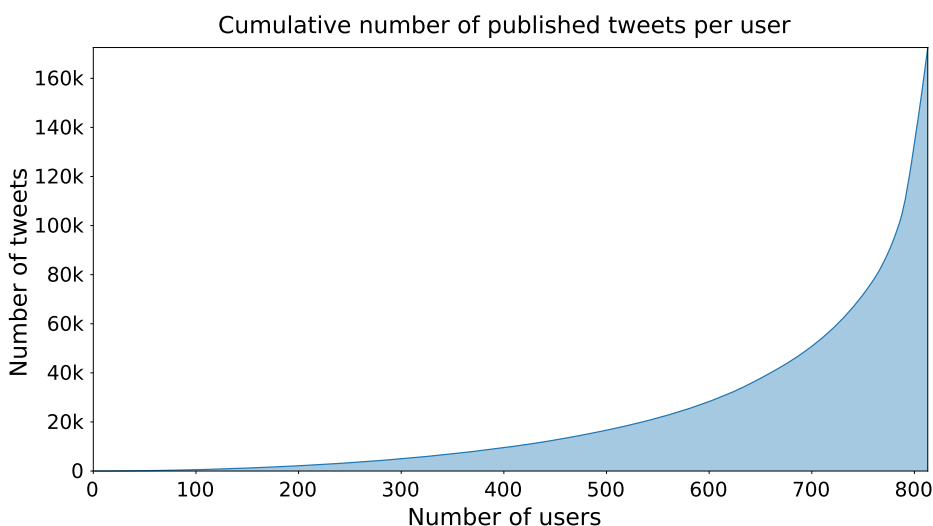 Cumulative number of published tweets per user
Number of tweets
160k
140k
120k
100k
80k
60k
40k
20k
0
0 100 200 300 400 500 600 700 800
Number of users